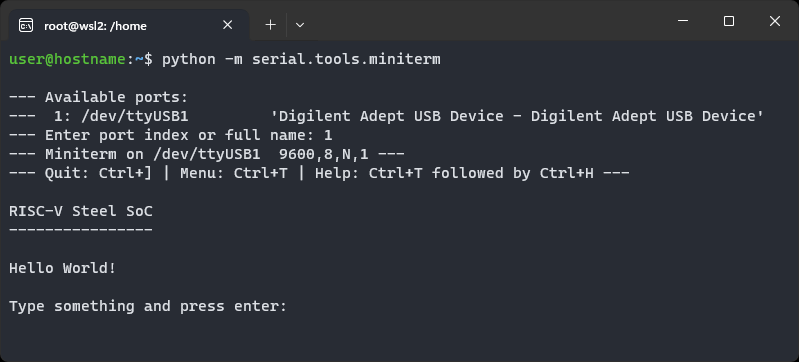 root@wsl2: /home
user@hostname:~$ python -m serial.tools.miniterm
--- Available ports:
---  1: /dev/ttyUSB1         'Digilent Adept USB Device - Digilent Adept USB Device'
--- Enter port index or full name: 1
--- Miniterm on /dev/ttyUSB1  9600,8,N,1 ---
--- Quit: Ctrl+] | Menu: Ctrl+T | Help: Ctrl+T followed by Ctrl+H ---
RISC-V Steel SoC
----------------
Hello World!
Type something and press enter: